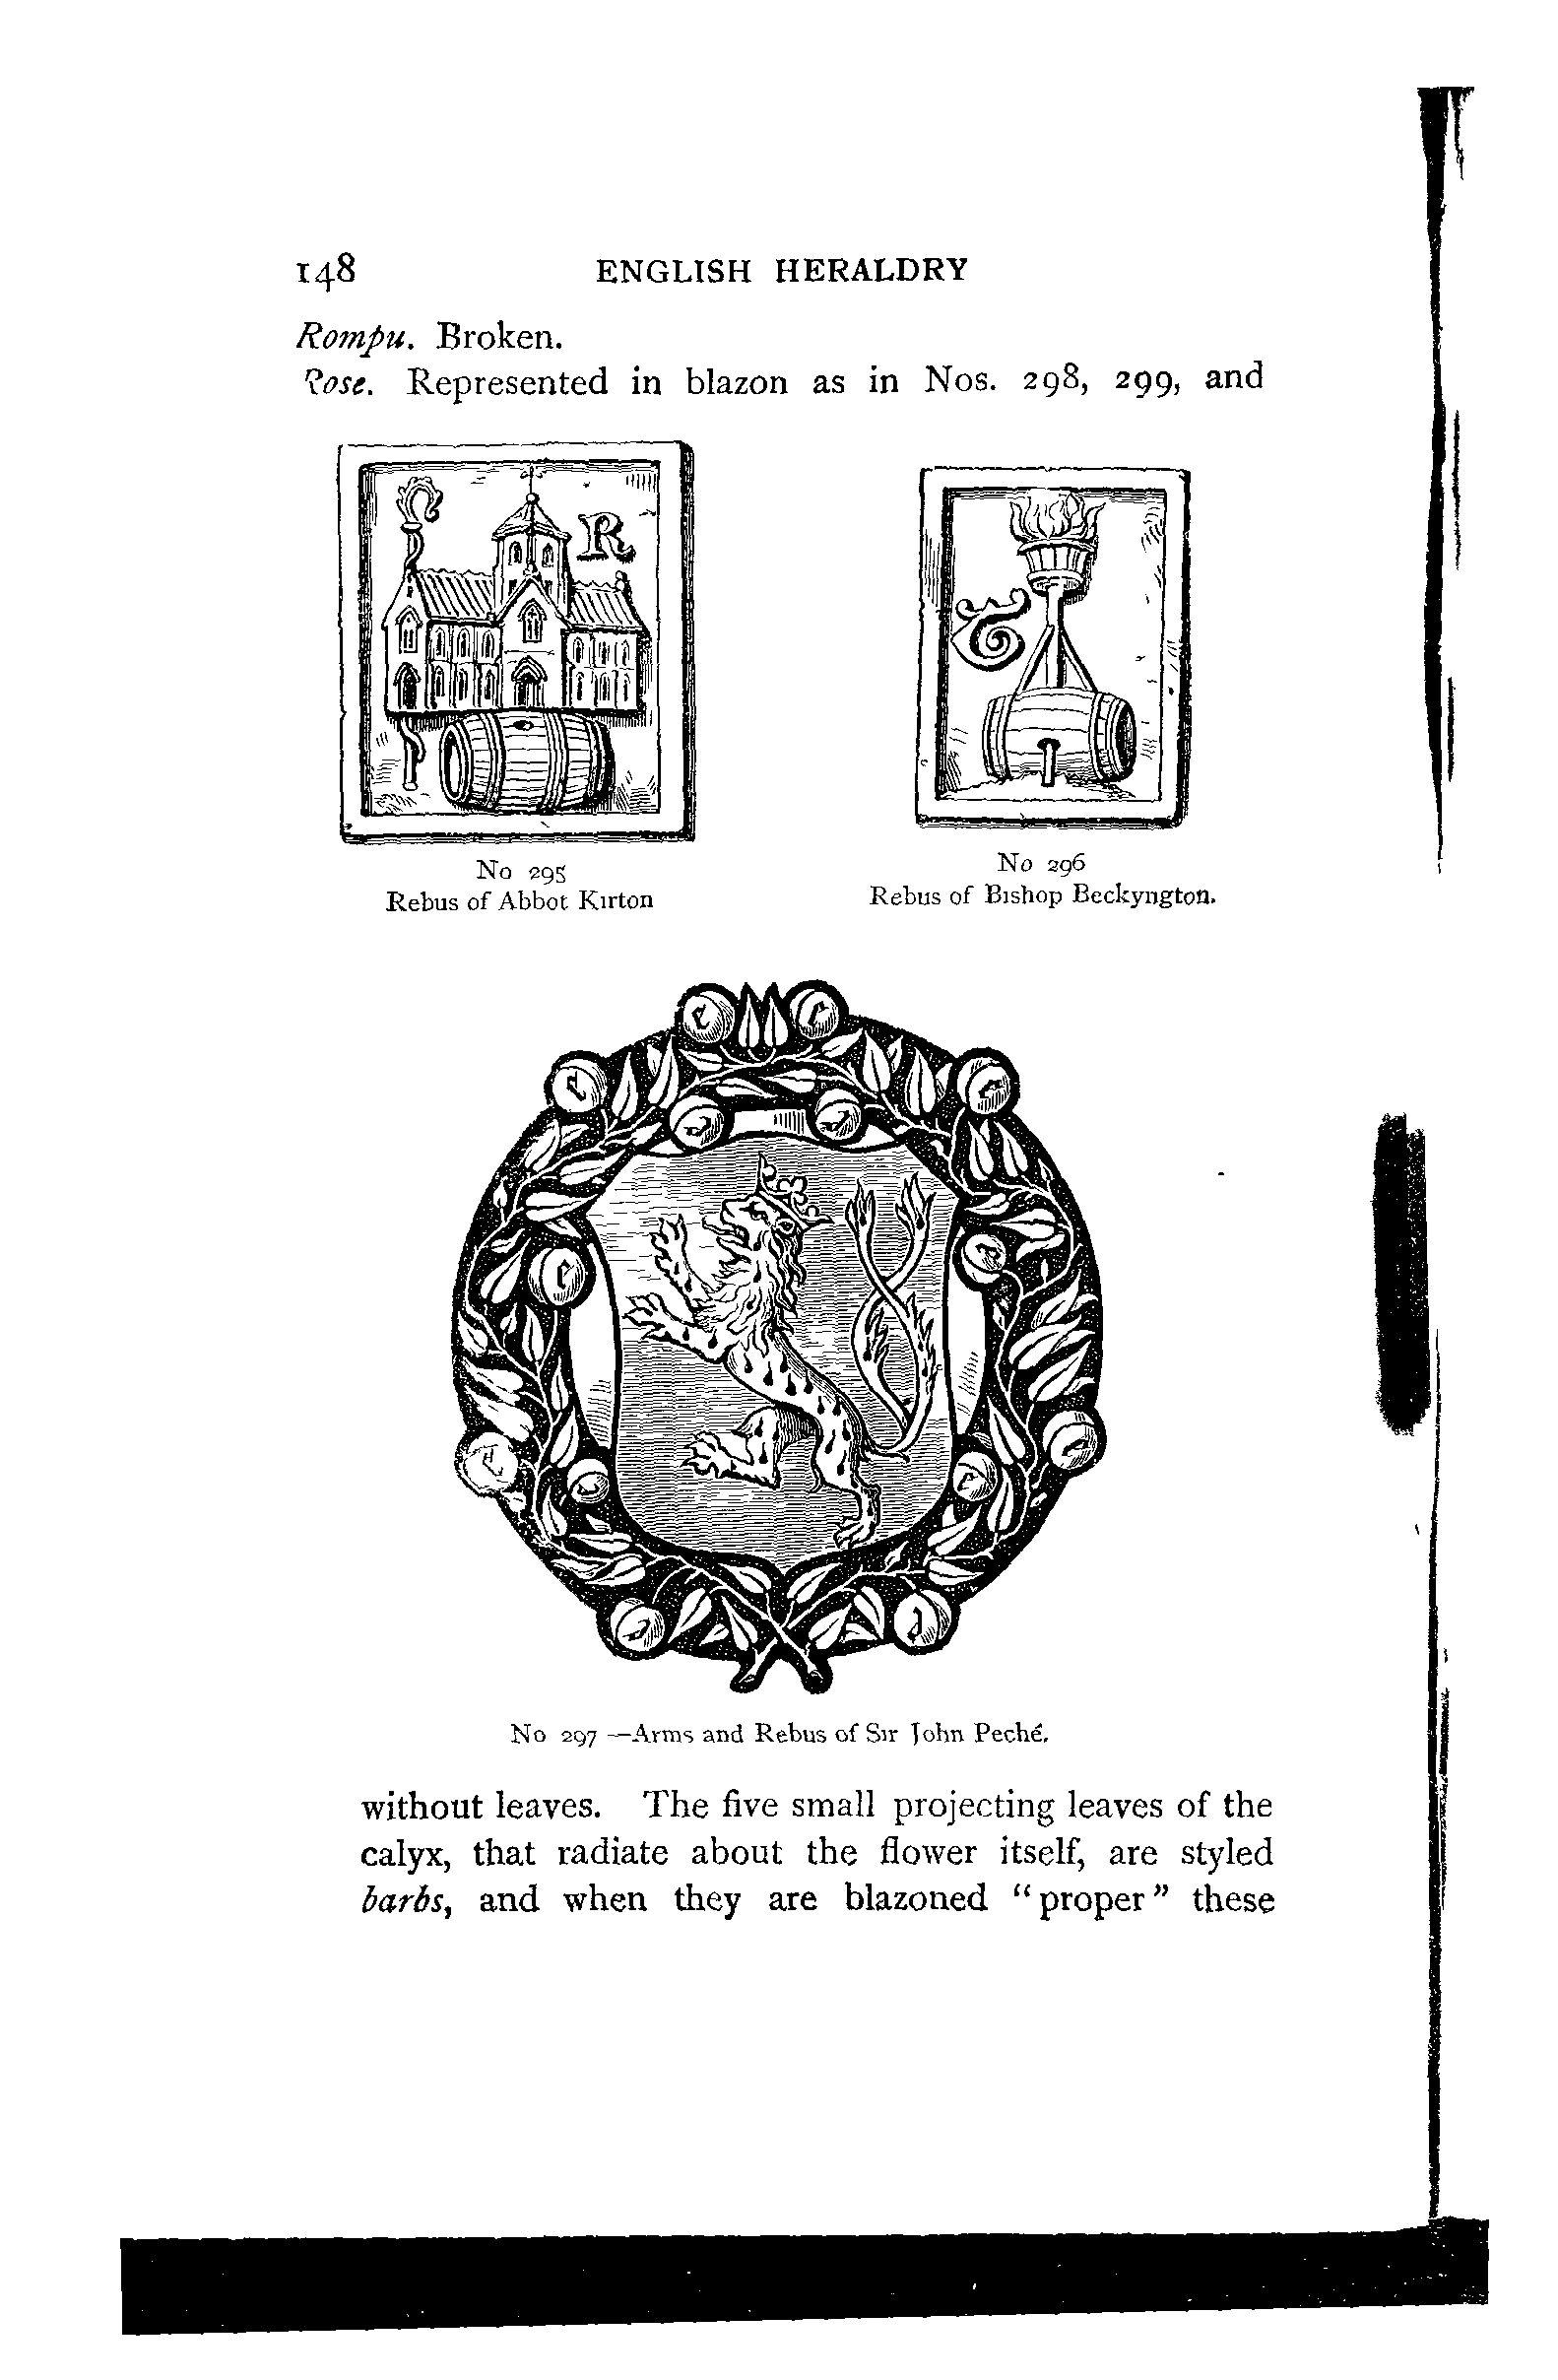 148 ENGLISH HERALDRY
Rompu. Broken.
Rose. Represented in blazon as in Nos. 298, 299, and
R
T
No 295
Rebus of Abbot Kirton
No 296
Rebus of Bishop Beckyngton.
No 297 —Arms and Rebus of Sir John Peché.
without leaves. The five small projecting leaves of the
calyx, that radiate about the flower itself, are styled
barbs, and when they are blazoned “proper” these